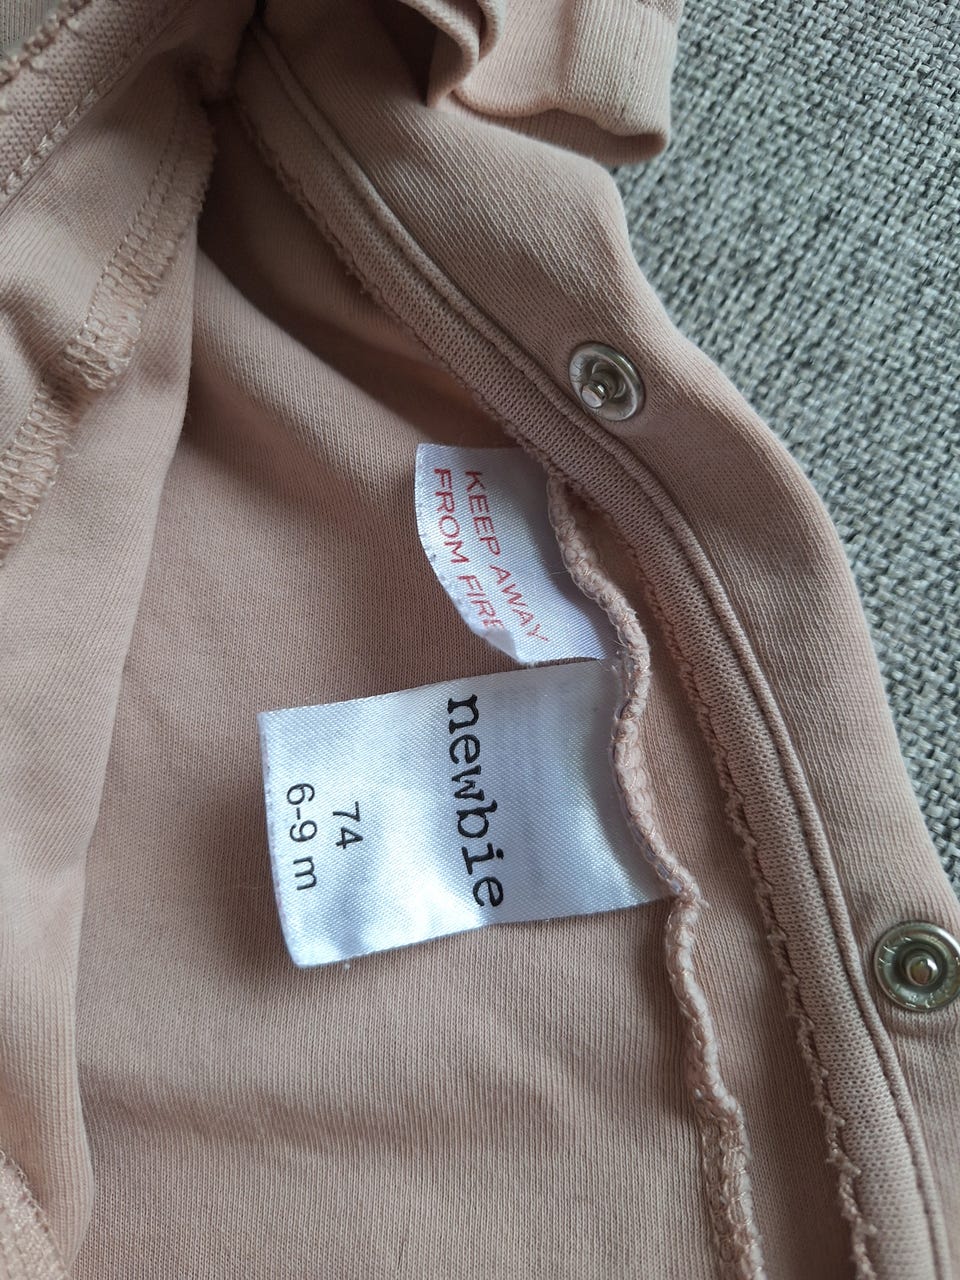 KEEP AWAY
FROM FIRE
newbie
74
6-9 m